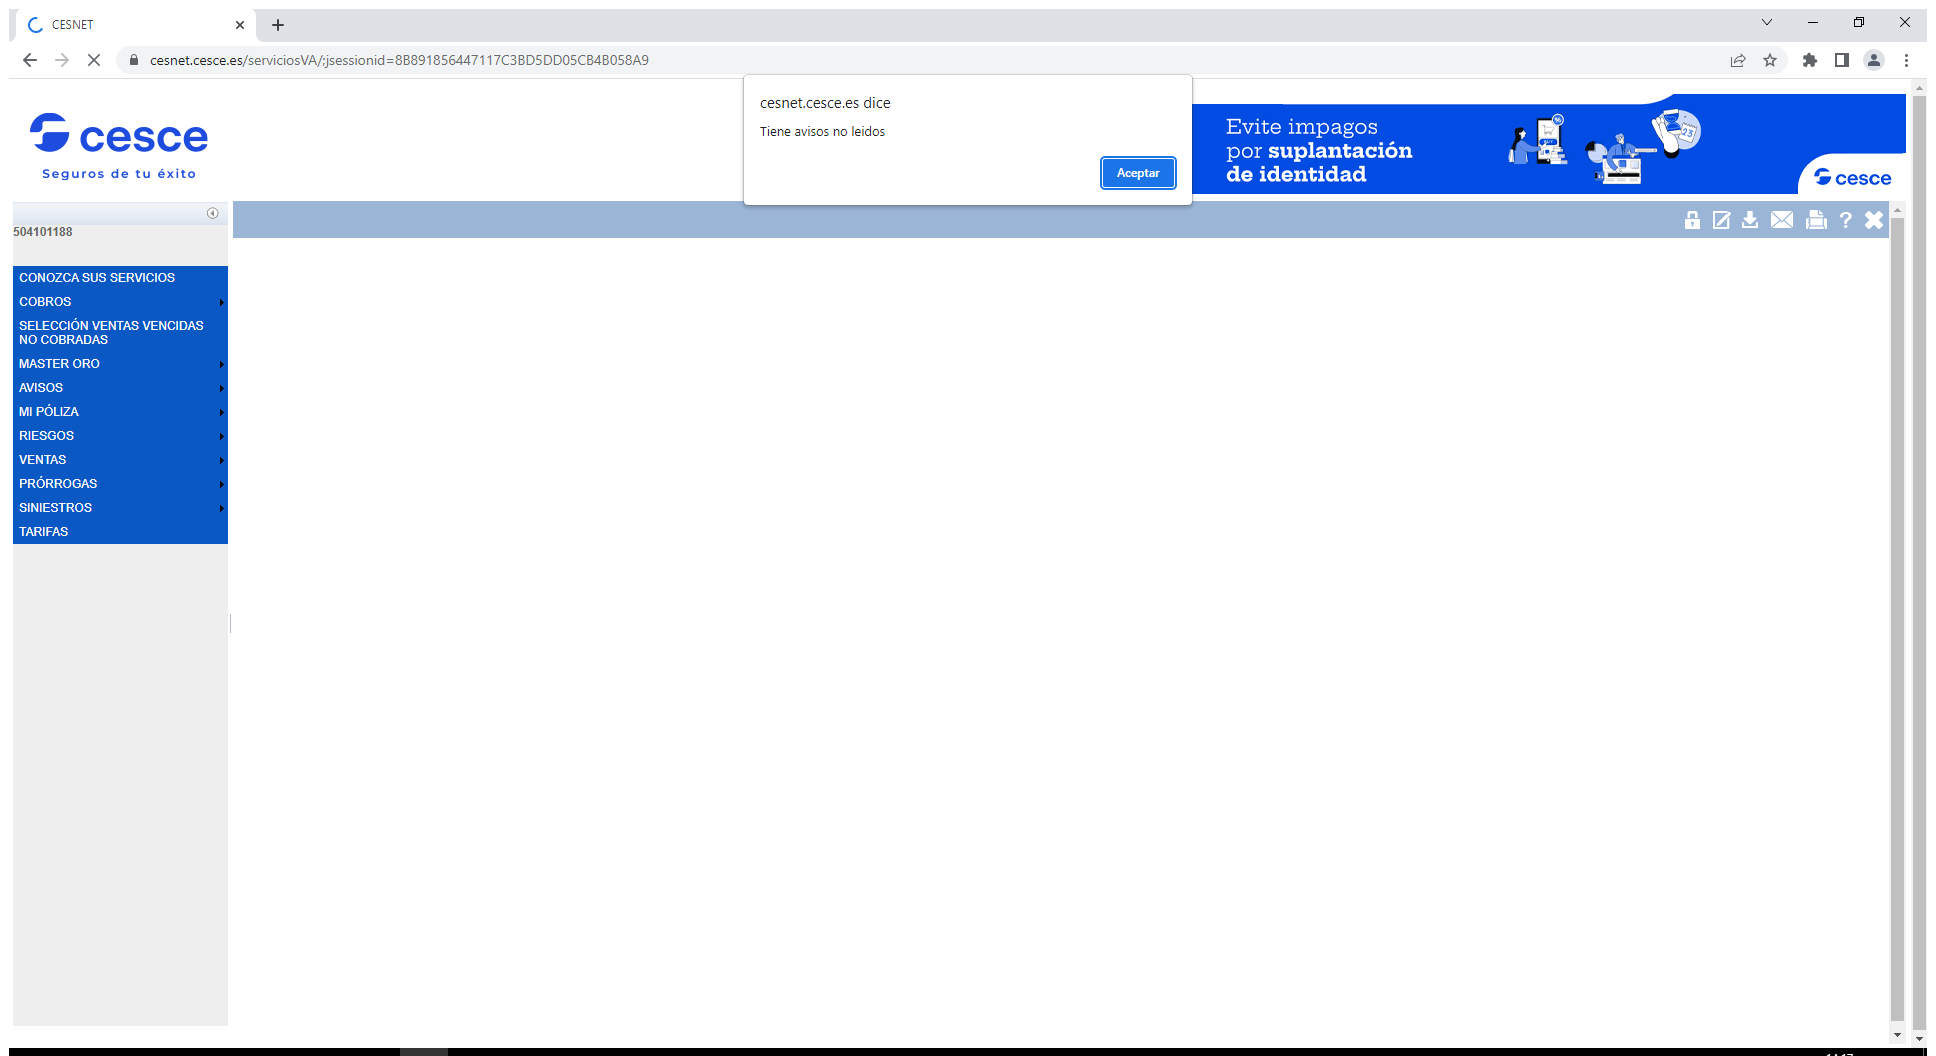 CESNET
cesnet.cesce.es/serviciosVA/;jsessionid=8B891856447117C3BD5DD05CB4B058A9
cesnet.cesce.es dice
Tiene avisos no leidos
Aceptar
cesce
Seguros de tu éxito
Evite impagos
por suplantación
de identidad
23
%
cesce
504101188
?
CONOZCA SUS SERVICIOS
COBROS
SELECCIÓN VENTAS VENCIDAS
NO COBRADAS
MASTER ORO
AVISOS
MI PÓLIZA
RIESGOS
VENTAS
PRÓRROGAS
SINIESTROS
TARIFAS